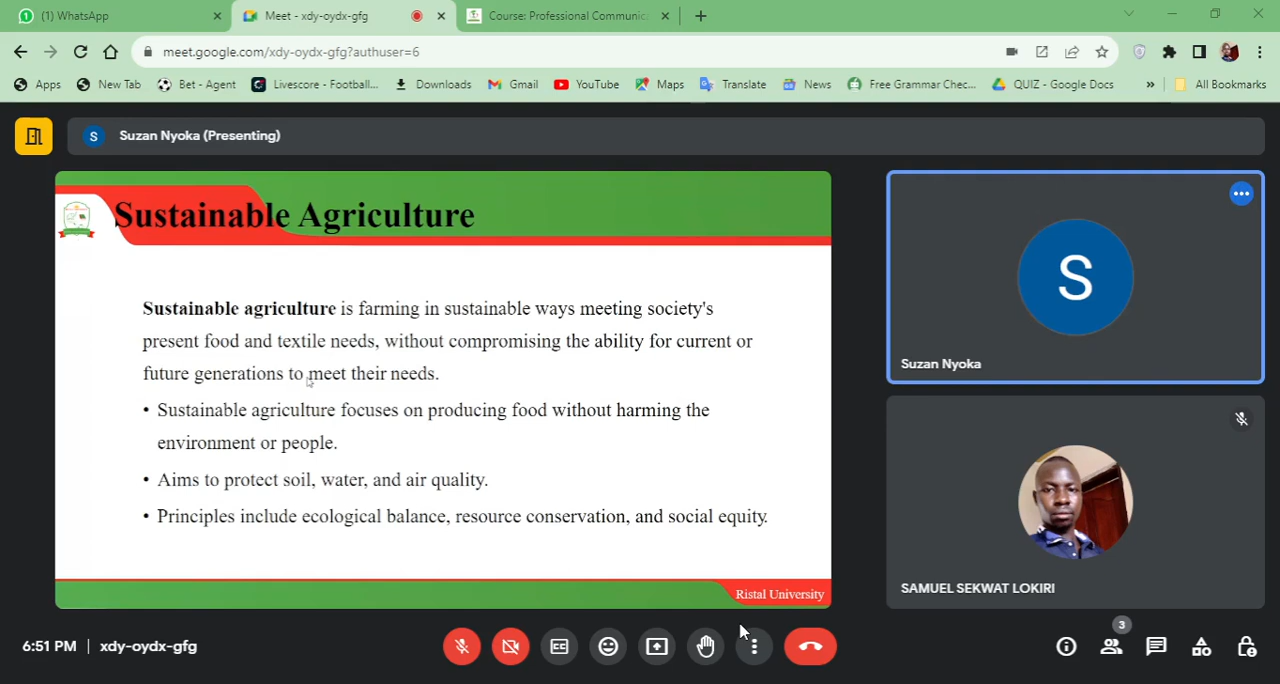 (1) WhatsApp
Meet - xdy-oydx-gfg
Course: Professional Communic
meet.google.com/xdy-oydx-gfg?authuser=6
Apps
New Tab
Bet - Agent
Livescore - Football...
Downloads
Gmail
YouTube
Maps
Translate
News
Free Grammar Chec...
QUIZ - Google Docs
»
All Bookmarks
S
Suzan Nyoka (Presenting)
Sustainable Agriculture
Sustainable agriculture is farming in sustainable ways meeting society's
present food and textile needs, without compromising the ability for current or
future generations to meet their needs.
• Sustainable agriculture focuses on producing food without harming the
environment or people.
• Aims to protect soil, water, and air quality.
• Principles include ecological balance, resource conservation, and social equity.
Ristal University
S
Suzan Nyoka
SAMUEL SEKWAT LOKIRI
6:51 PM | xdy-oydx-gfg
3